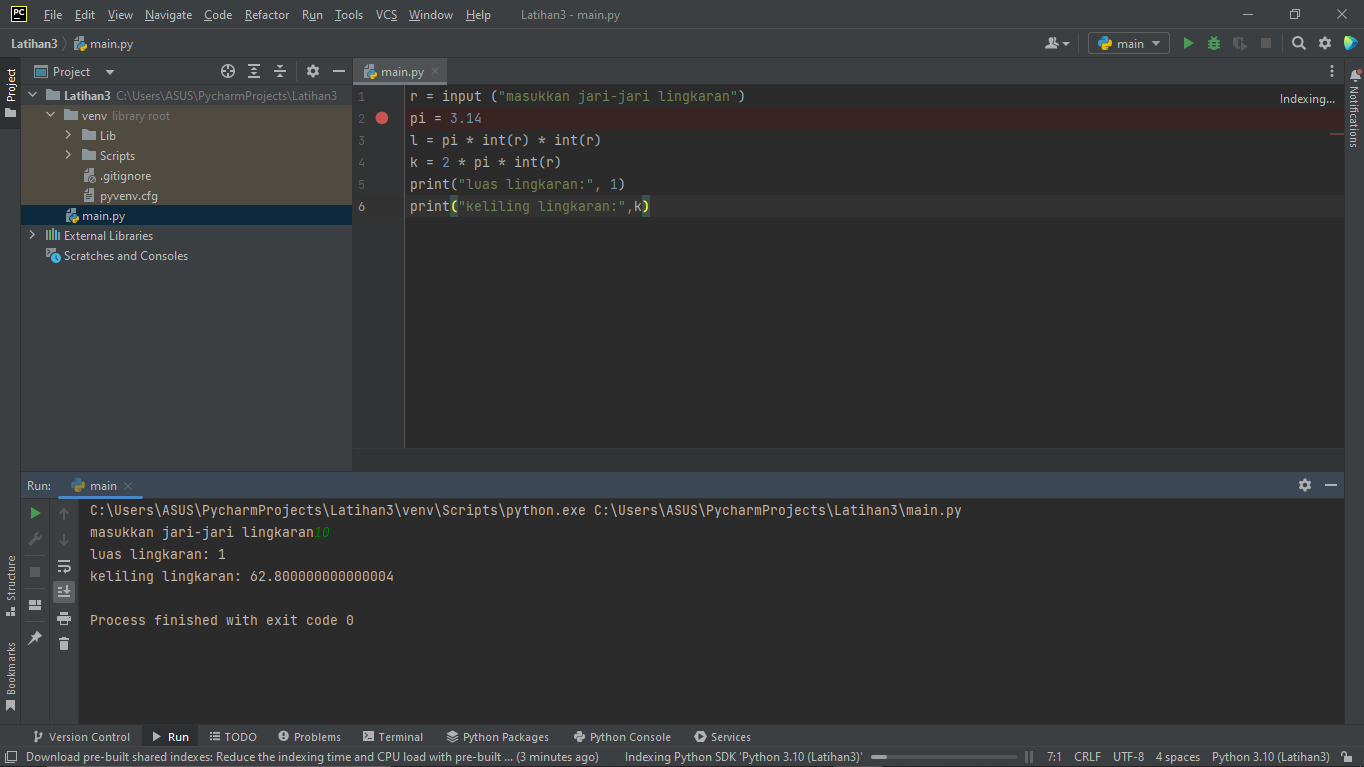 PC File Edit View Navigate Code Refactor Run Tools VCS Window Help Latihan3 - main.py
Latihan3 main.py main
Project main.py
Latihan3 C:\Users\ASUS\PycharmProjects\Latihan3
venv library root
Lib
Scripts
.gitignore
pyvenv.cfg
main.py
External Libraries
Scratches and Consoles
Project
Structure
Bookmarks
1 r = input ("masukkan jari-jari lingkaran")
2 pi = 3.14
3 l = pi * int(r) * int(r)
4 k = 2 * pi * int(r)
5 print("luas lingkaran:", 1)
6 print("keliling lingkaran:",k)
Indexing...
Notifications
Run: main
C:\Users\ASUS\PycharmProjects\Latihan3\venv\Scripts\python.exe C:\Users\ASUS\PycharmProjects\Latihan3\main.py
masukkan jari-jari lingkaran10
luas lingkaran: 1
keliling lingkaran: 62.800000000000004
Process finished with exit code 0
Version Control Run TODO Problems Terminal Python Packages Python Console Services
Download pre-built shared indexes: Reduce the indexing time and CPU load with pre-built ... (3 minutes ago) Indexing Python SDK 'Python 3.10 (Latihan3)' 7:1 CRLF UTF-8 4 spaces Python 3.10 (Latihan3)